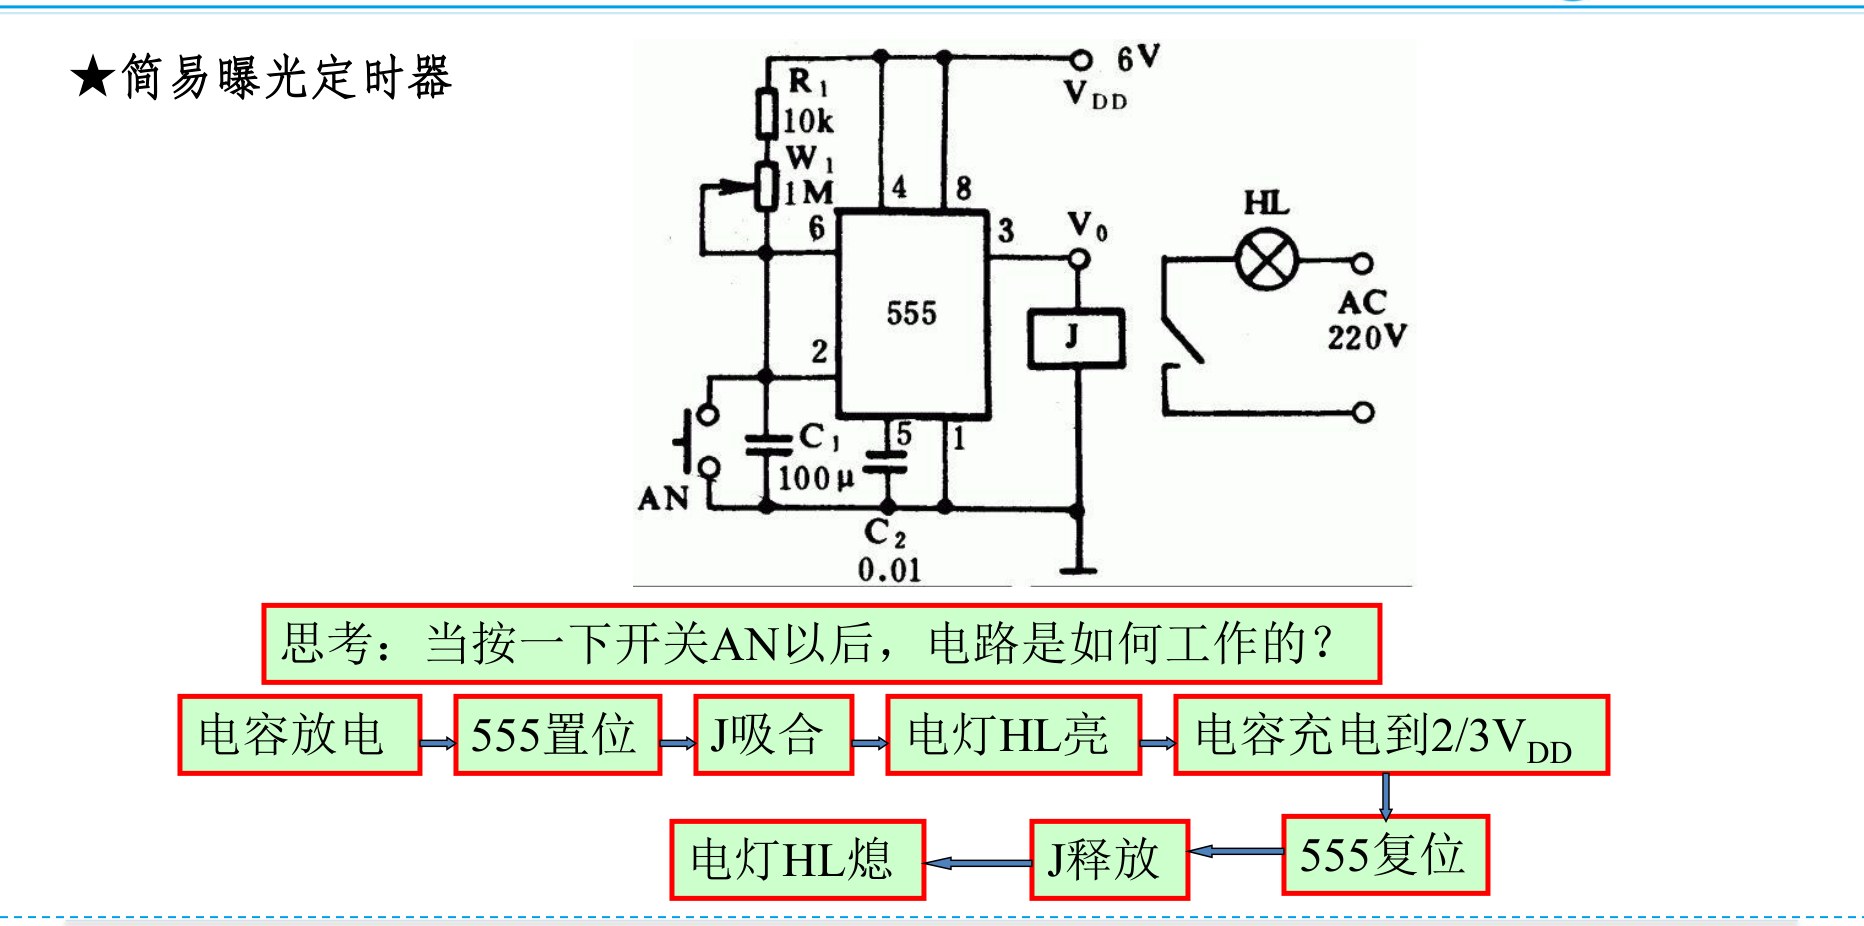 ★简易曝光定时器
6V
V_DD
R₁
10k
W₁
1M
4
8
6
3
V₀
HL
555
AC
220V
J
2
5
1
C₁
100μ
AN
C₂
0.01
思考：当按一下开关AN以后，电路是如何工作的？
电容放电
555置位
J吸合
电灯HL亮
电容充电到2/3V_DD
555复位
J释放
电灯HL熄